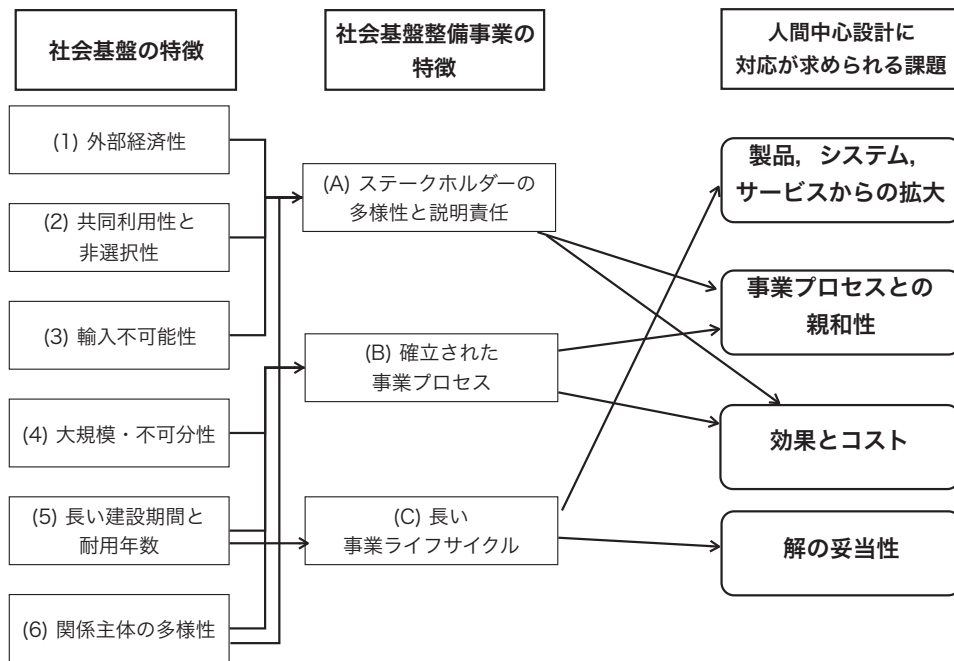 社会基盤の特徴
社会基盤整備事業の
特徴
人間中心設計に
対応が求められる課題
(1) 外部経済性
(2) 共同利用性と
非選択性
(3) 輸入不可能性
(4) 大規模・不可分性
(5) 長い建設期間と
耐用年数
(6) 関係主体の多様性
(A) ステークホルダーの
多様性と説明責任
(B) 確立された
事業プロセス
(C) 長い
事業ライフサイクル
製品，システム，
サービスからの拡大
事業プロセスとの
親和性
効果とコスト
解の妥当性